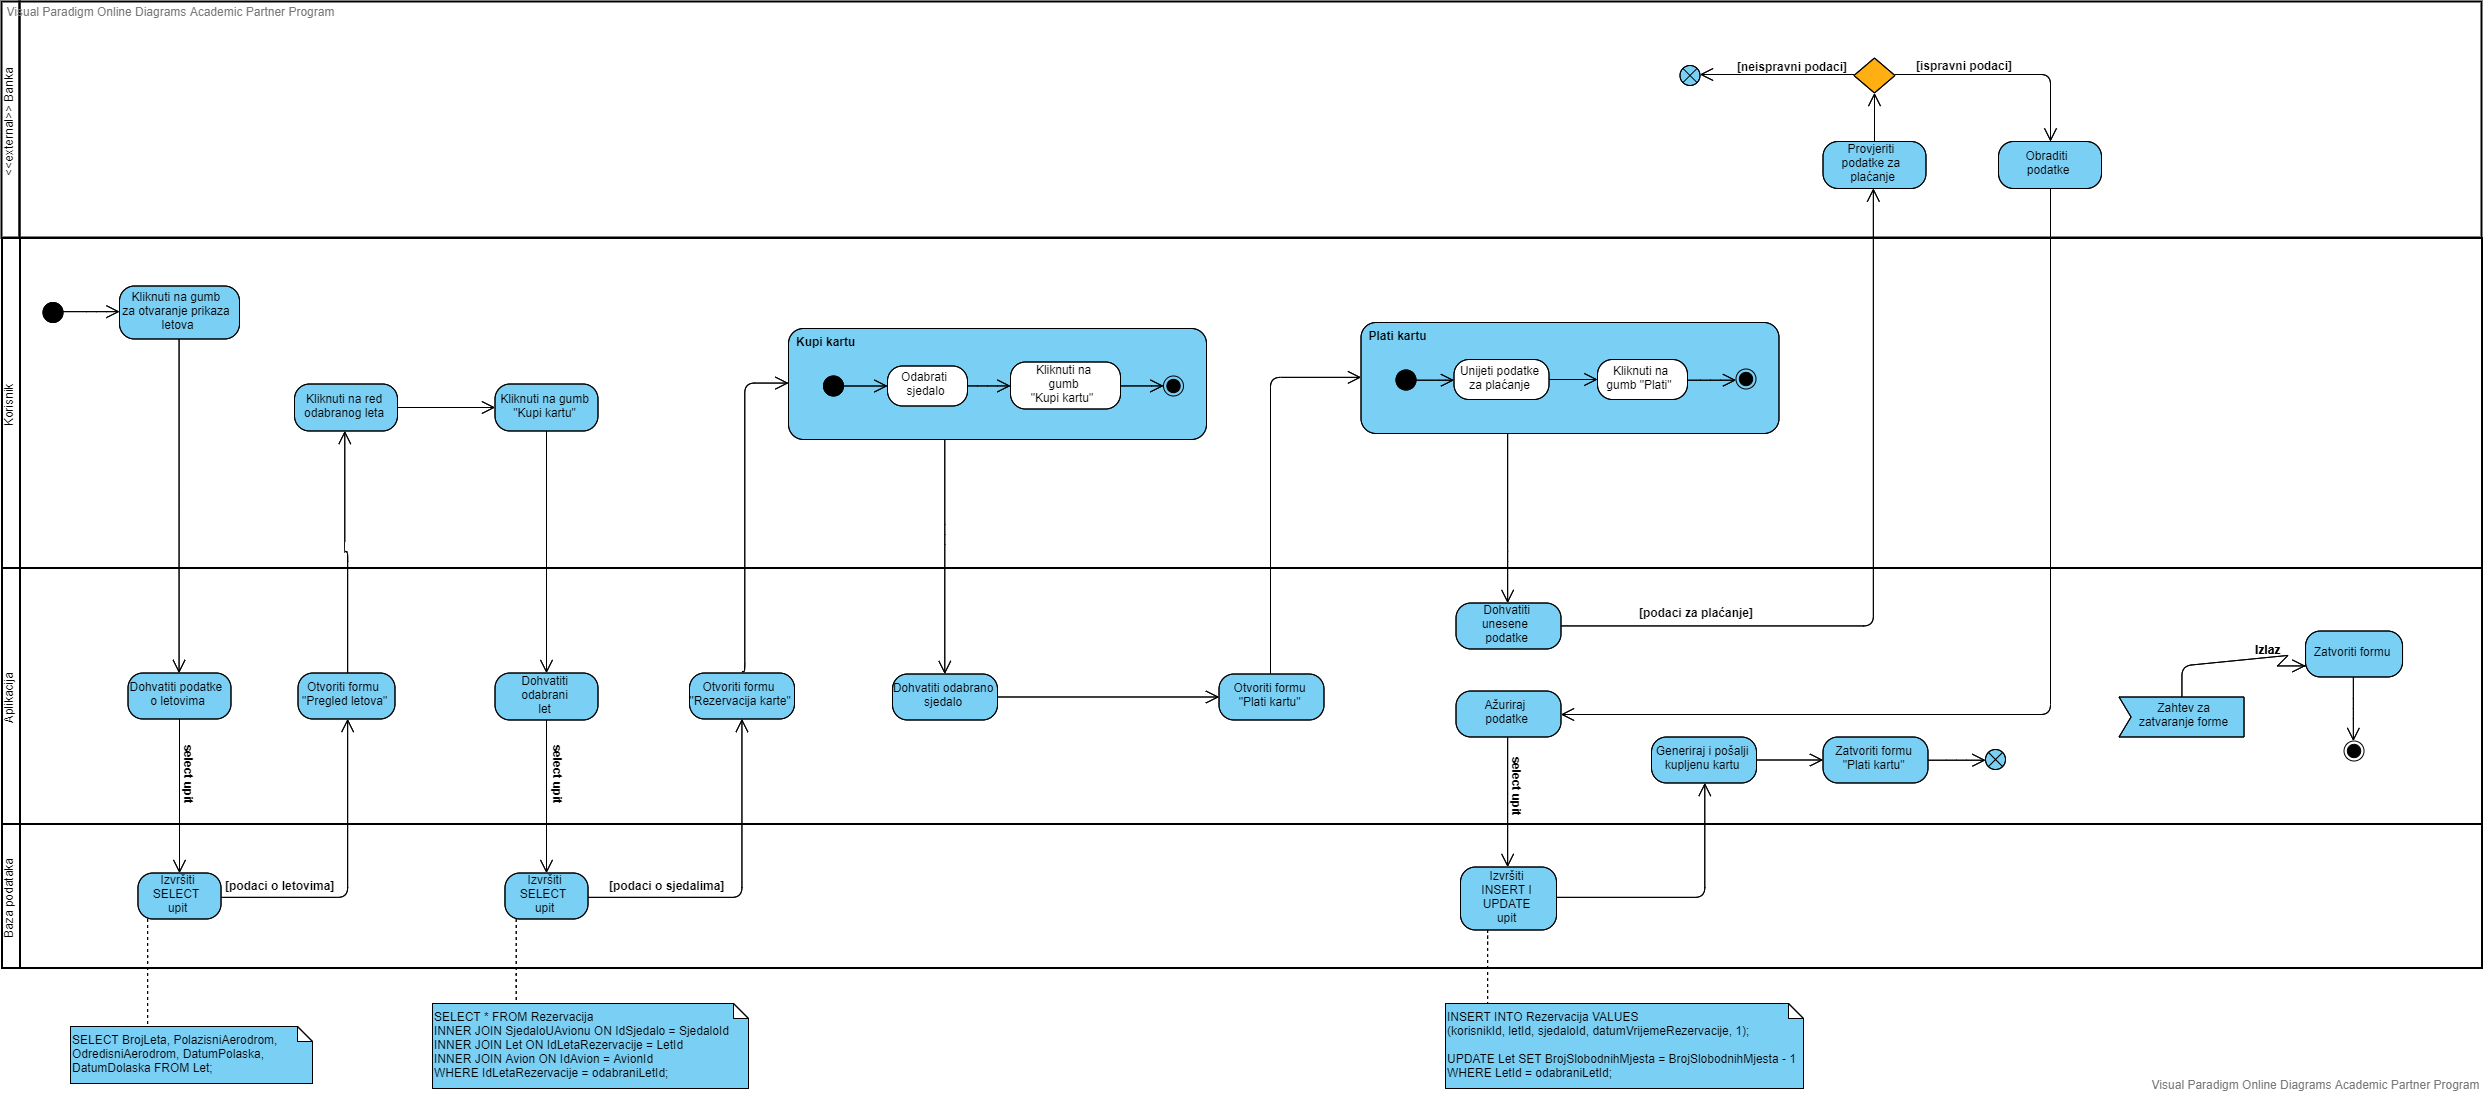 Visual Paradigm Online Diagrams Academic Partner Program
<<external>> Banka
[neispravni podaci]
[ispravni podaci]
Provjeriti
podatke za
plaćanje
Obraditi
podatke
Korisnik
Kliknuti na gumb
za otvaranje prikaza
letova
Kliknuti na red
odabranog leta
Kliknuti na gumb
"Kupi kartu"
Kupi kartu
Odabrati
sjedalo
Kliknuti na
gumb
"Kupi kartu"
Plati kartu
Unijeti podatke
za plaćanje
Kliknuti na
gumb "Plati"
Aplikacija
Dohvatiti podatke
o letovima
select upit
Otvoriti formu
"Pregled letova"
Dohvatiti
odabrani
let
select upit
Otvoriti formu
"Rezervacija karte"
Dohvatiti odabrano
sjedalo
Otvoriti formu
"Plati kartu"
Dohvatiti
unesene
podatke
[podaci za plaćanje]
Ažuriraj
podatke
select upit
Generiraj i pošalji
kupljenu kartu
Zatvoriti formu
"Plati kartu"
Zahtev za
zatvaranje forme
Izlaz
Zatvoriti formu
Baza podataka
Izvršiti
SELECT
upit
[podaci o letovima]
Izvršiti
SELECT
upit
[podaci o sjedalima]
Izvršiti
INSERT I
UPDATE
upit
SELECT BrojLeta, PolazisniAerodrom,
OdredisniAerodrom, DatumPolaska,
DatumDolaska FROM Let;
SELECT * FROM Rezervacija
INNER JOIN SjedaloUAvionu ON IdSjedalo = SjedaloId
INNER JOIN Let ON IdLetaRezervacije = LetId
INNER JOIN Avion ON IdAvion = AvionId
WHERE IdLetaRezervacije = odabraniLetId;
INSERT INTO Rezervacija VALUES
(korisnikId, letId, sjedaloId, datumVrijemeRezervacije, 1);
UPDATE Let SET BrojSlobodnihMjesta = BrojSlobodnihMjesta - 1
WHERE LetId = odabraniLetId;
Visual Paradigm Online Diagrams Academic Partner Program